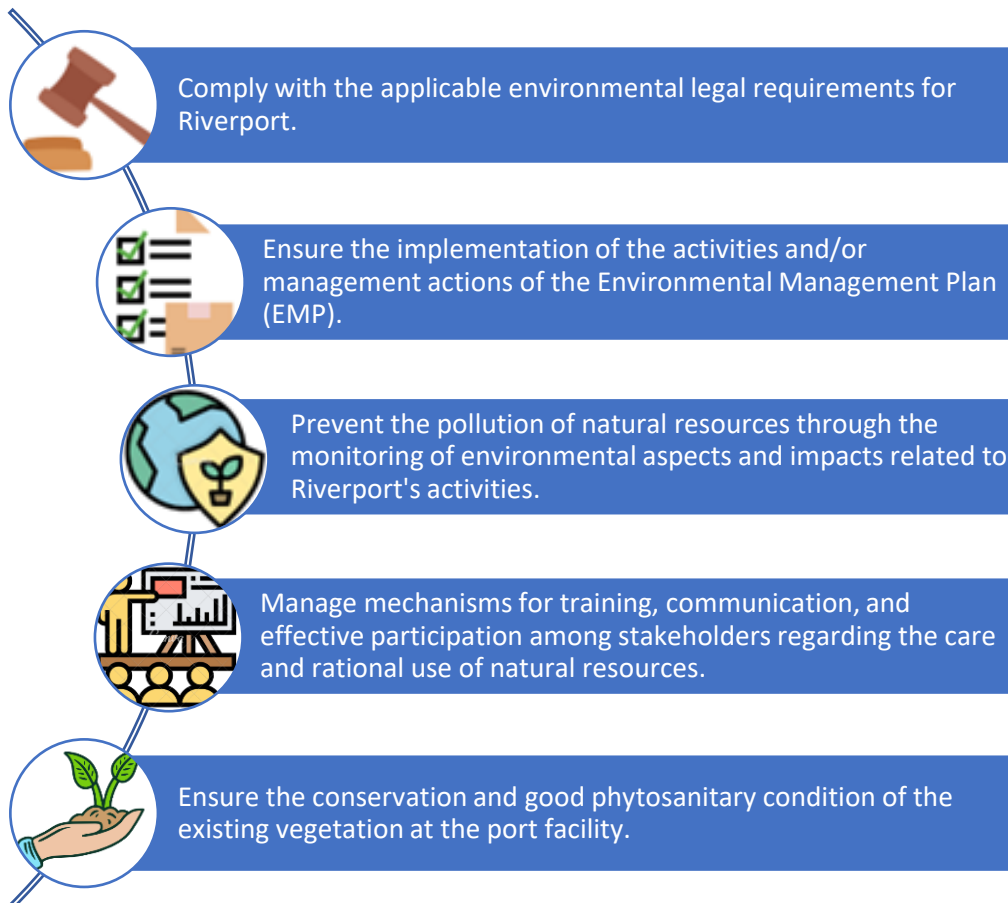 Comply with the applicable environmental legal requirements for
Riverport.
Ensure the implementation of the activities and/or
management actions of the Environmental Management Plan
(EMP).
Prevent the pollution of natural resources through the
monitoring of environmental aspects and impacts related to
Riverport's activities.
Manage mechanisms for training, communication, and
effective participation among stakeholders regarding the care
and rational use of natural resources.
Ensure the conservation and good phytosanitary condition of the
existing vegetation at the port facility.